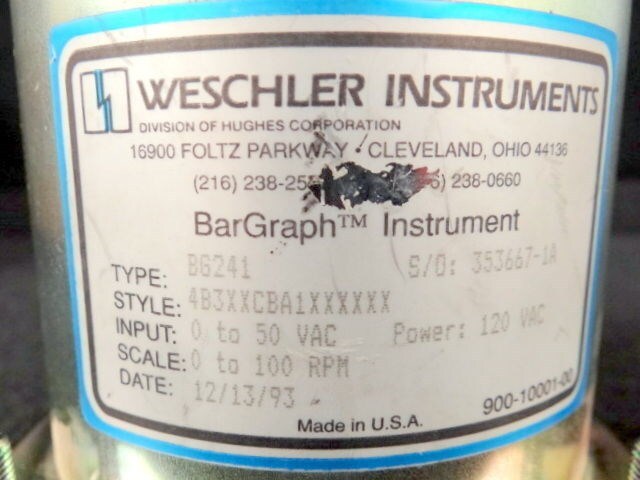 WESCHLER INSTRUMENTS
DIVISION OF HUGHES CORPORATION
16900 FOLTZ PARKWAY • CLEVELAND, OHIO 44136
(216) 238-0660
BarGraph™ Instrument
TYPE: BG241 S/O: 353667-1A
STYLE: 4B3XXCBA1XXXXXX
INPUT: 0 to 50 VAC Power: 120 VAC
SCALE: 0 to 100 RPM
DATE: 12/13/93
900-10001-00
Made in U.S.A.